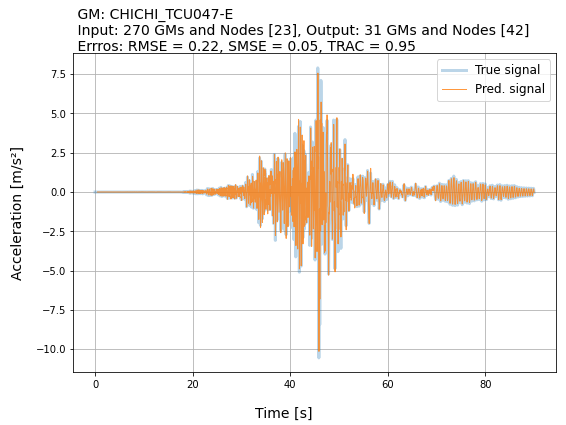 GM: CHICHI_TCU047-E
Input: 270 GMs and Nodes [23], Output: 31 GMs and Nodes [42]
Errros: RMSE = 0.22, SMSE = 0.05, TRAC = 0.95
True signal
Pred. signal
7.5
5.0
2.5
0.0
−2.5
−5.0
−7.5
−10.0
Acceleration [m/s²]
0 20 40 60 80
Time [s]